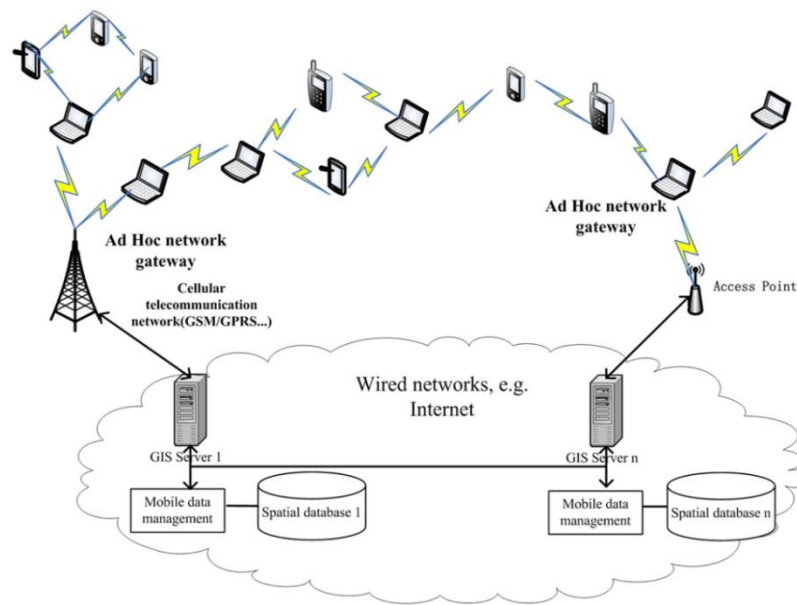 Ad Hoc network
gateway
Ad Hoc network
gateway
Cellular
telecommunication
network(GSM/GPRS...)
Access Point
Wired networks, e.g.
Internet
GIS Server 1
GIS Server n
Mobile data
management
Spatial database 1
Mobile data
management
Spatial database n